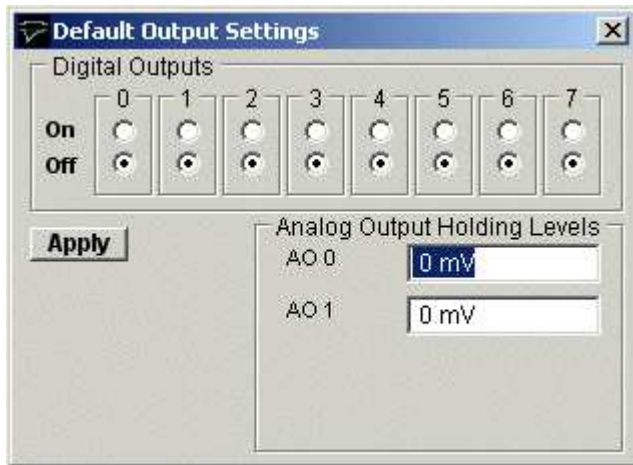 Default Output Settings
Digital Outputs
0 1 2 3 4 5 6 7
On
Off
Apply
Analog Output Holding Levels
AO 0 0 mV
AO 1 0 mV